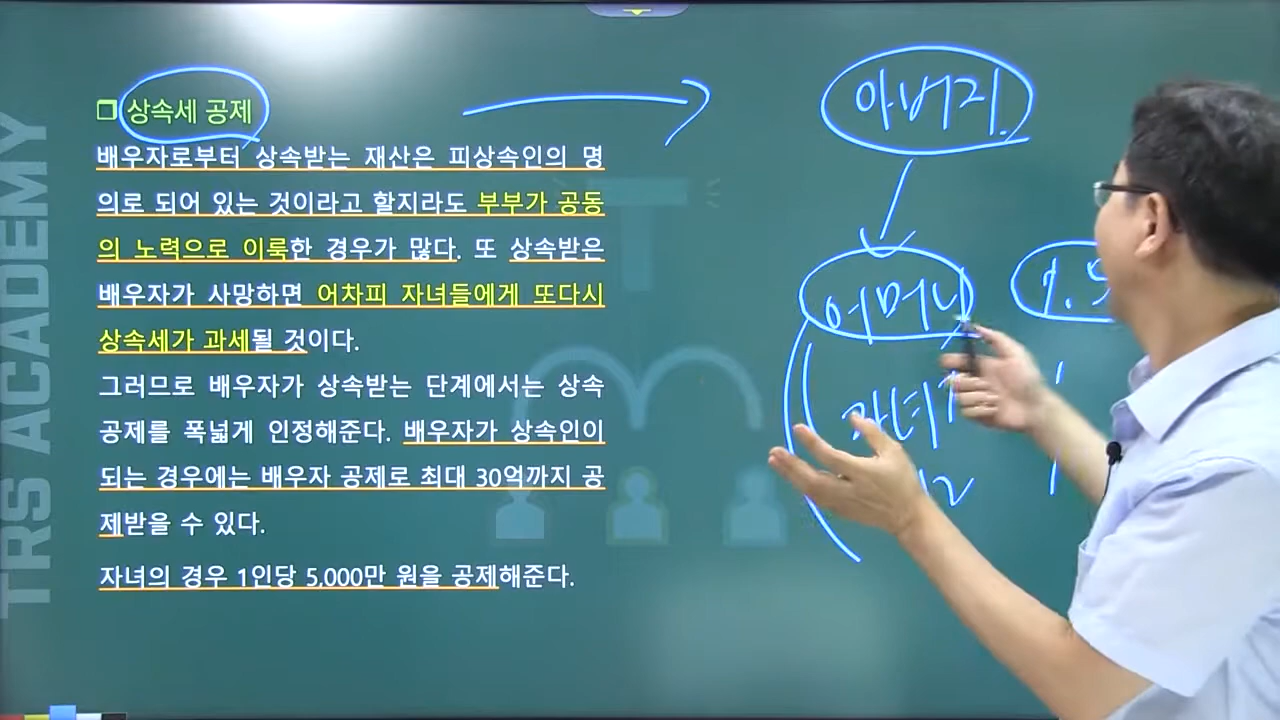 TRS ACADEMY
❐ 상속세 공제
배우자로부터 상속받는 재산은 피상속인의 명
의로 되어 있는 것이라고 할지라도 부부가 공동
의 노력으로 이룩한 경우가 많다. 또 상속받은
배우자가 사망하면 어차피 자녀들에게 또다시
상속세가 과세될 것이다.
그러므로 배우자가 상속받는 단계에서는 상속
공제를 폭넓게 인정해준다. 배우자가 상속인이
되는 경우에는 배우자 공제로 최대 30억까지 공
제받을 수 있다.
자녀의 경우 1인당 5,000만 원을 공제해준다.
아버지
어머니 1.5
자녀1 1
2 1